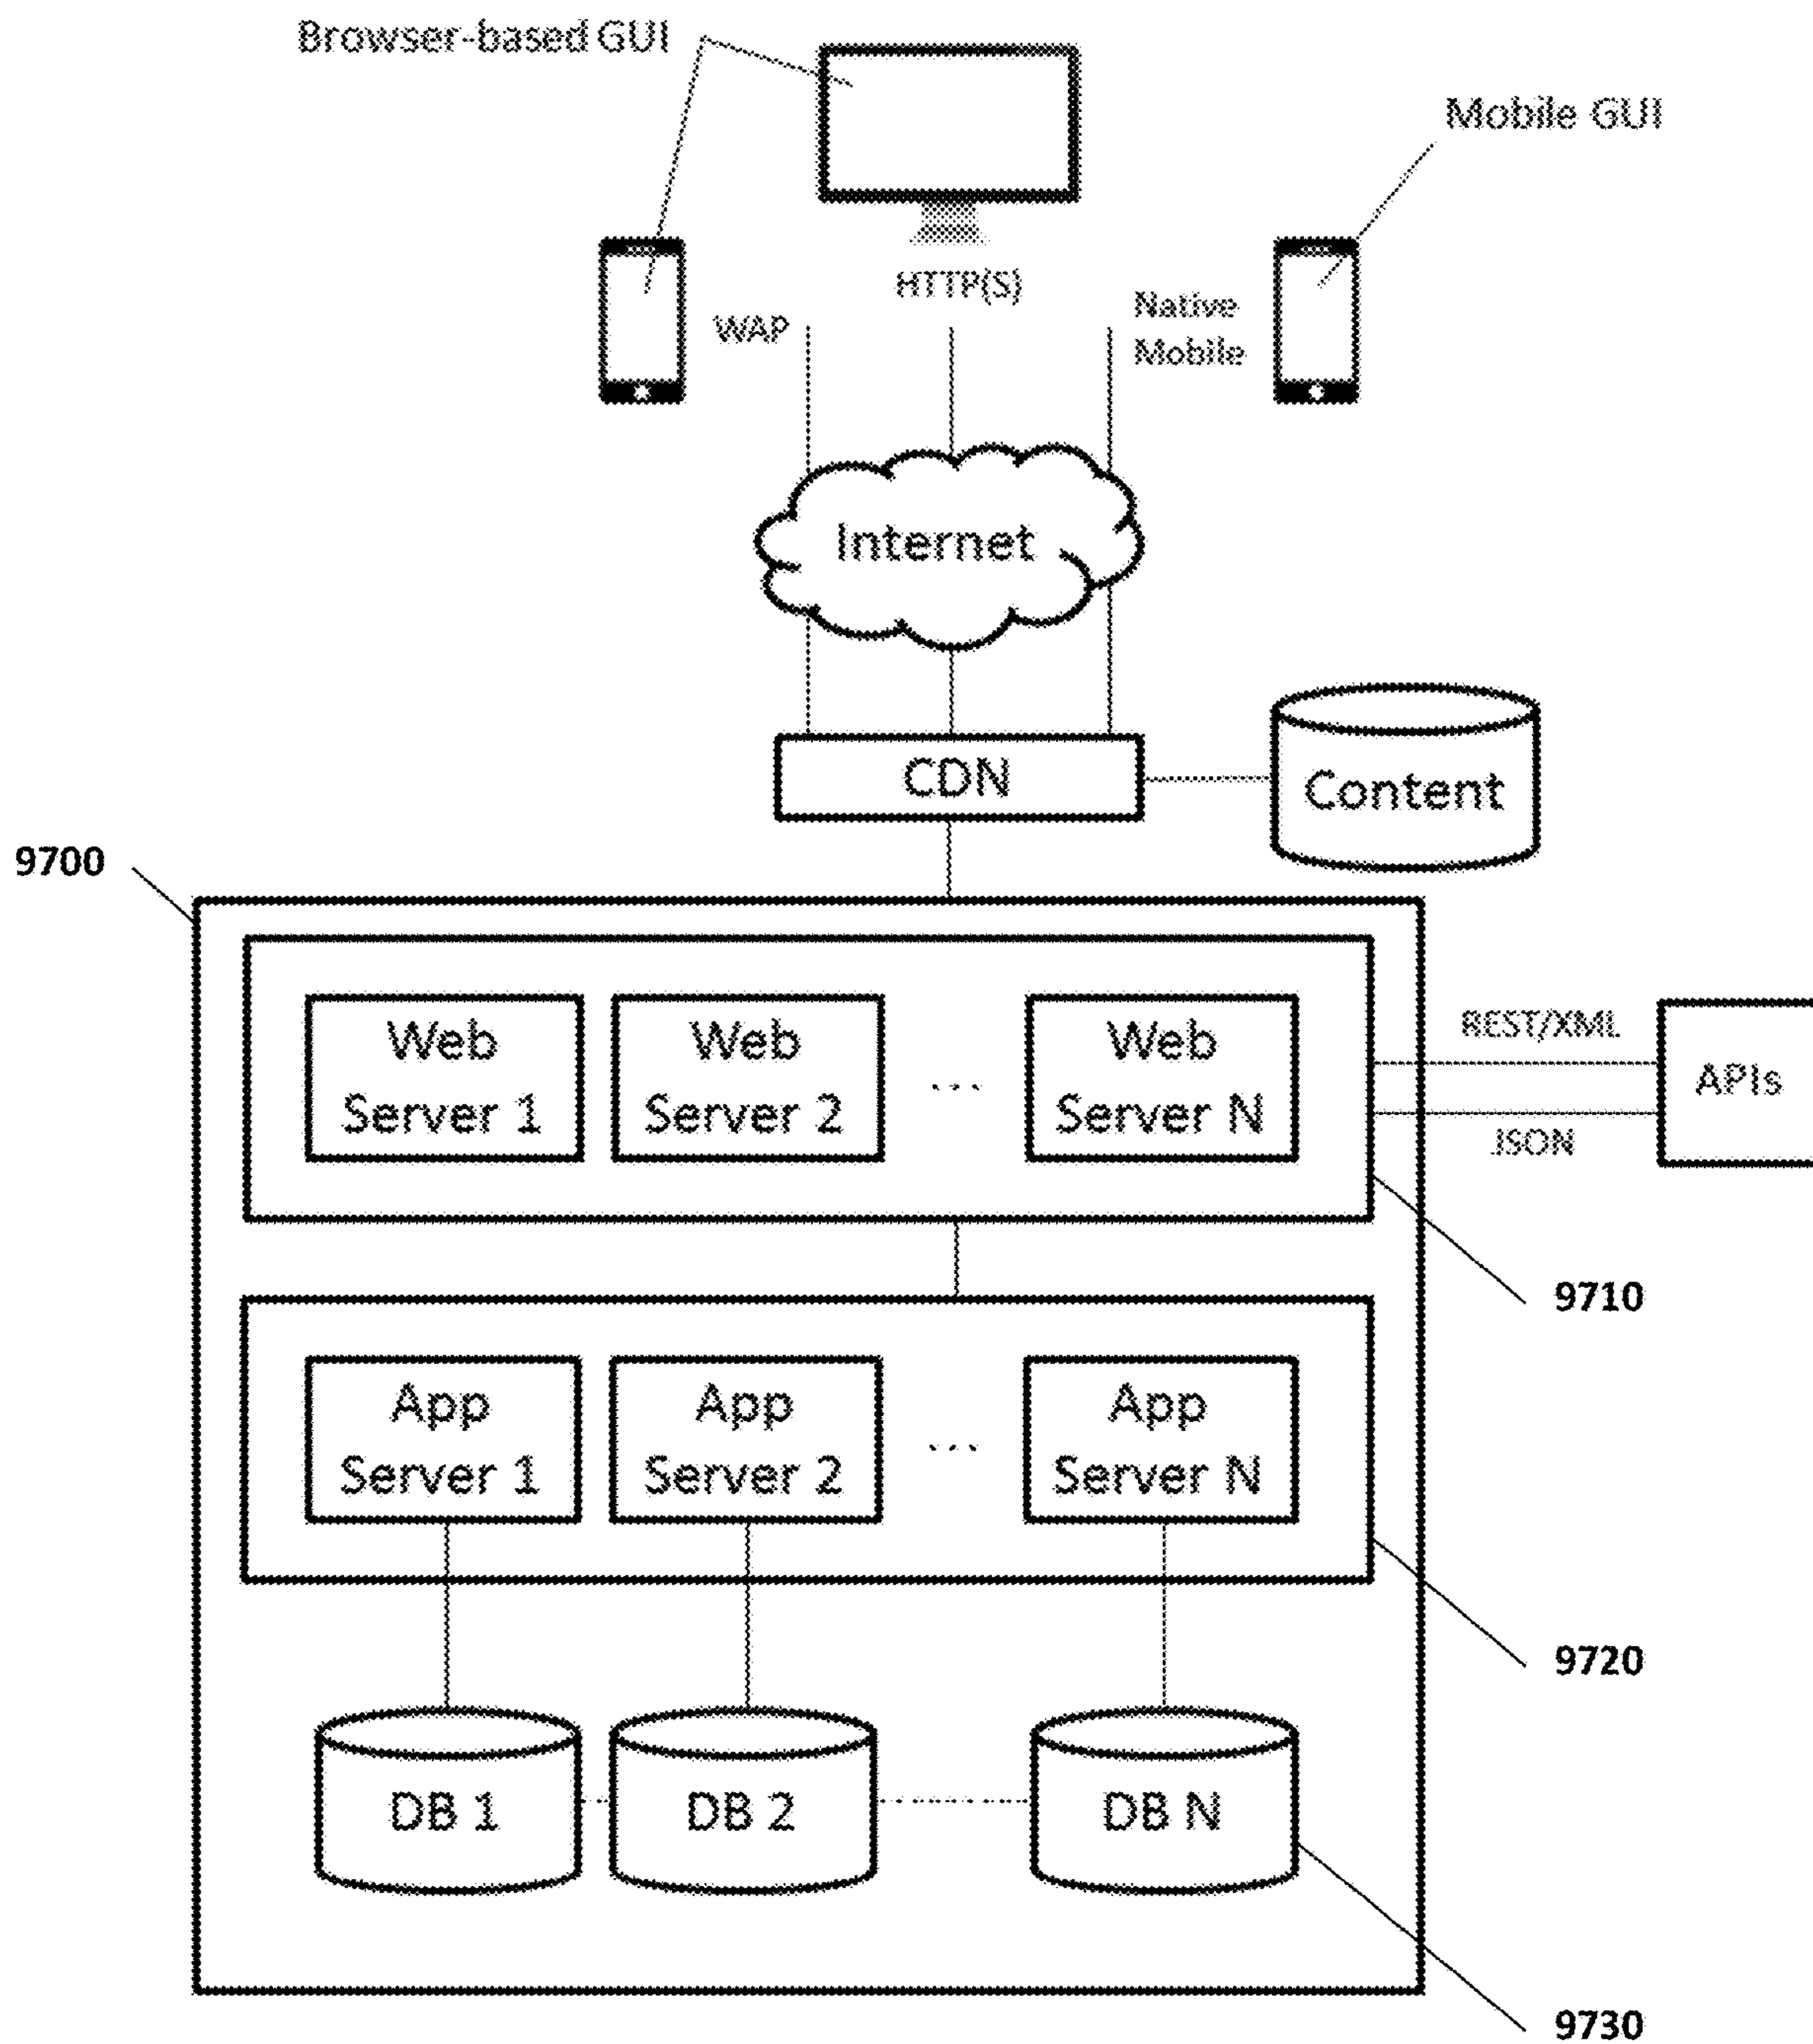 Browser-based GUI
Mobile GUI
HTTP(S)
WAP
Native
Mobile
Internet
CDN
Content
9700
Web
Server 1
Web
Server 2
...
Web
Server N
REST/XML
JSON
APIs
9710
App
Server 1
App
Server 2
...
App
Server N
9720
DB 1
DB 2
DB N
9730